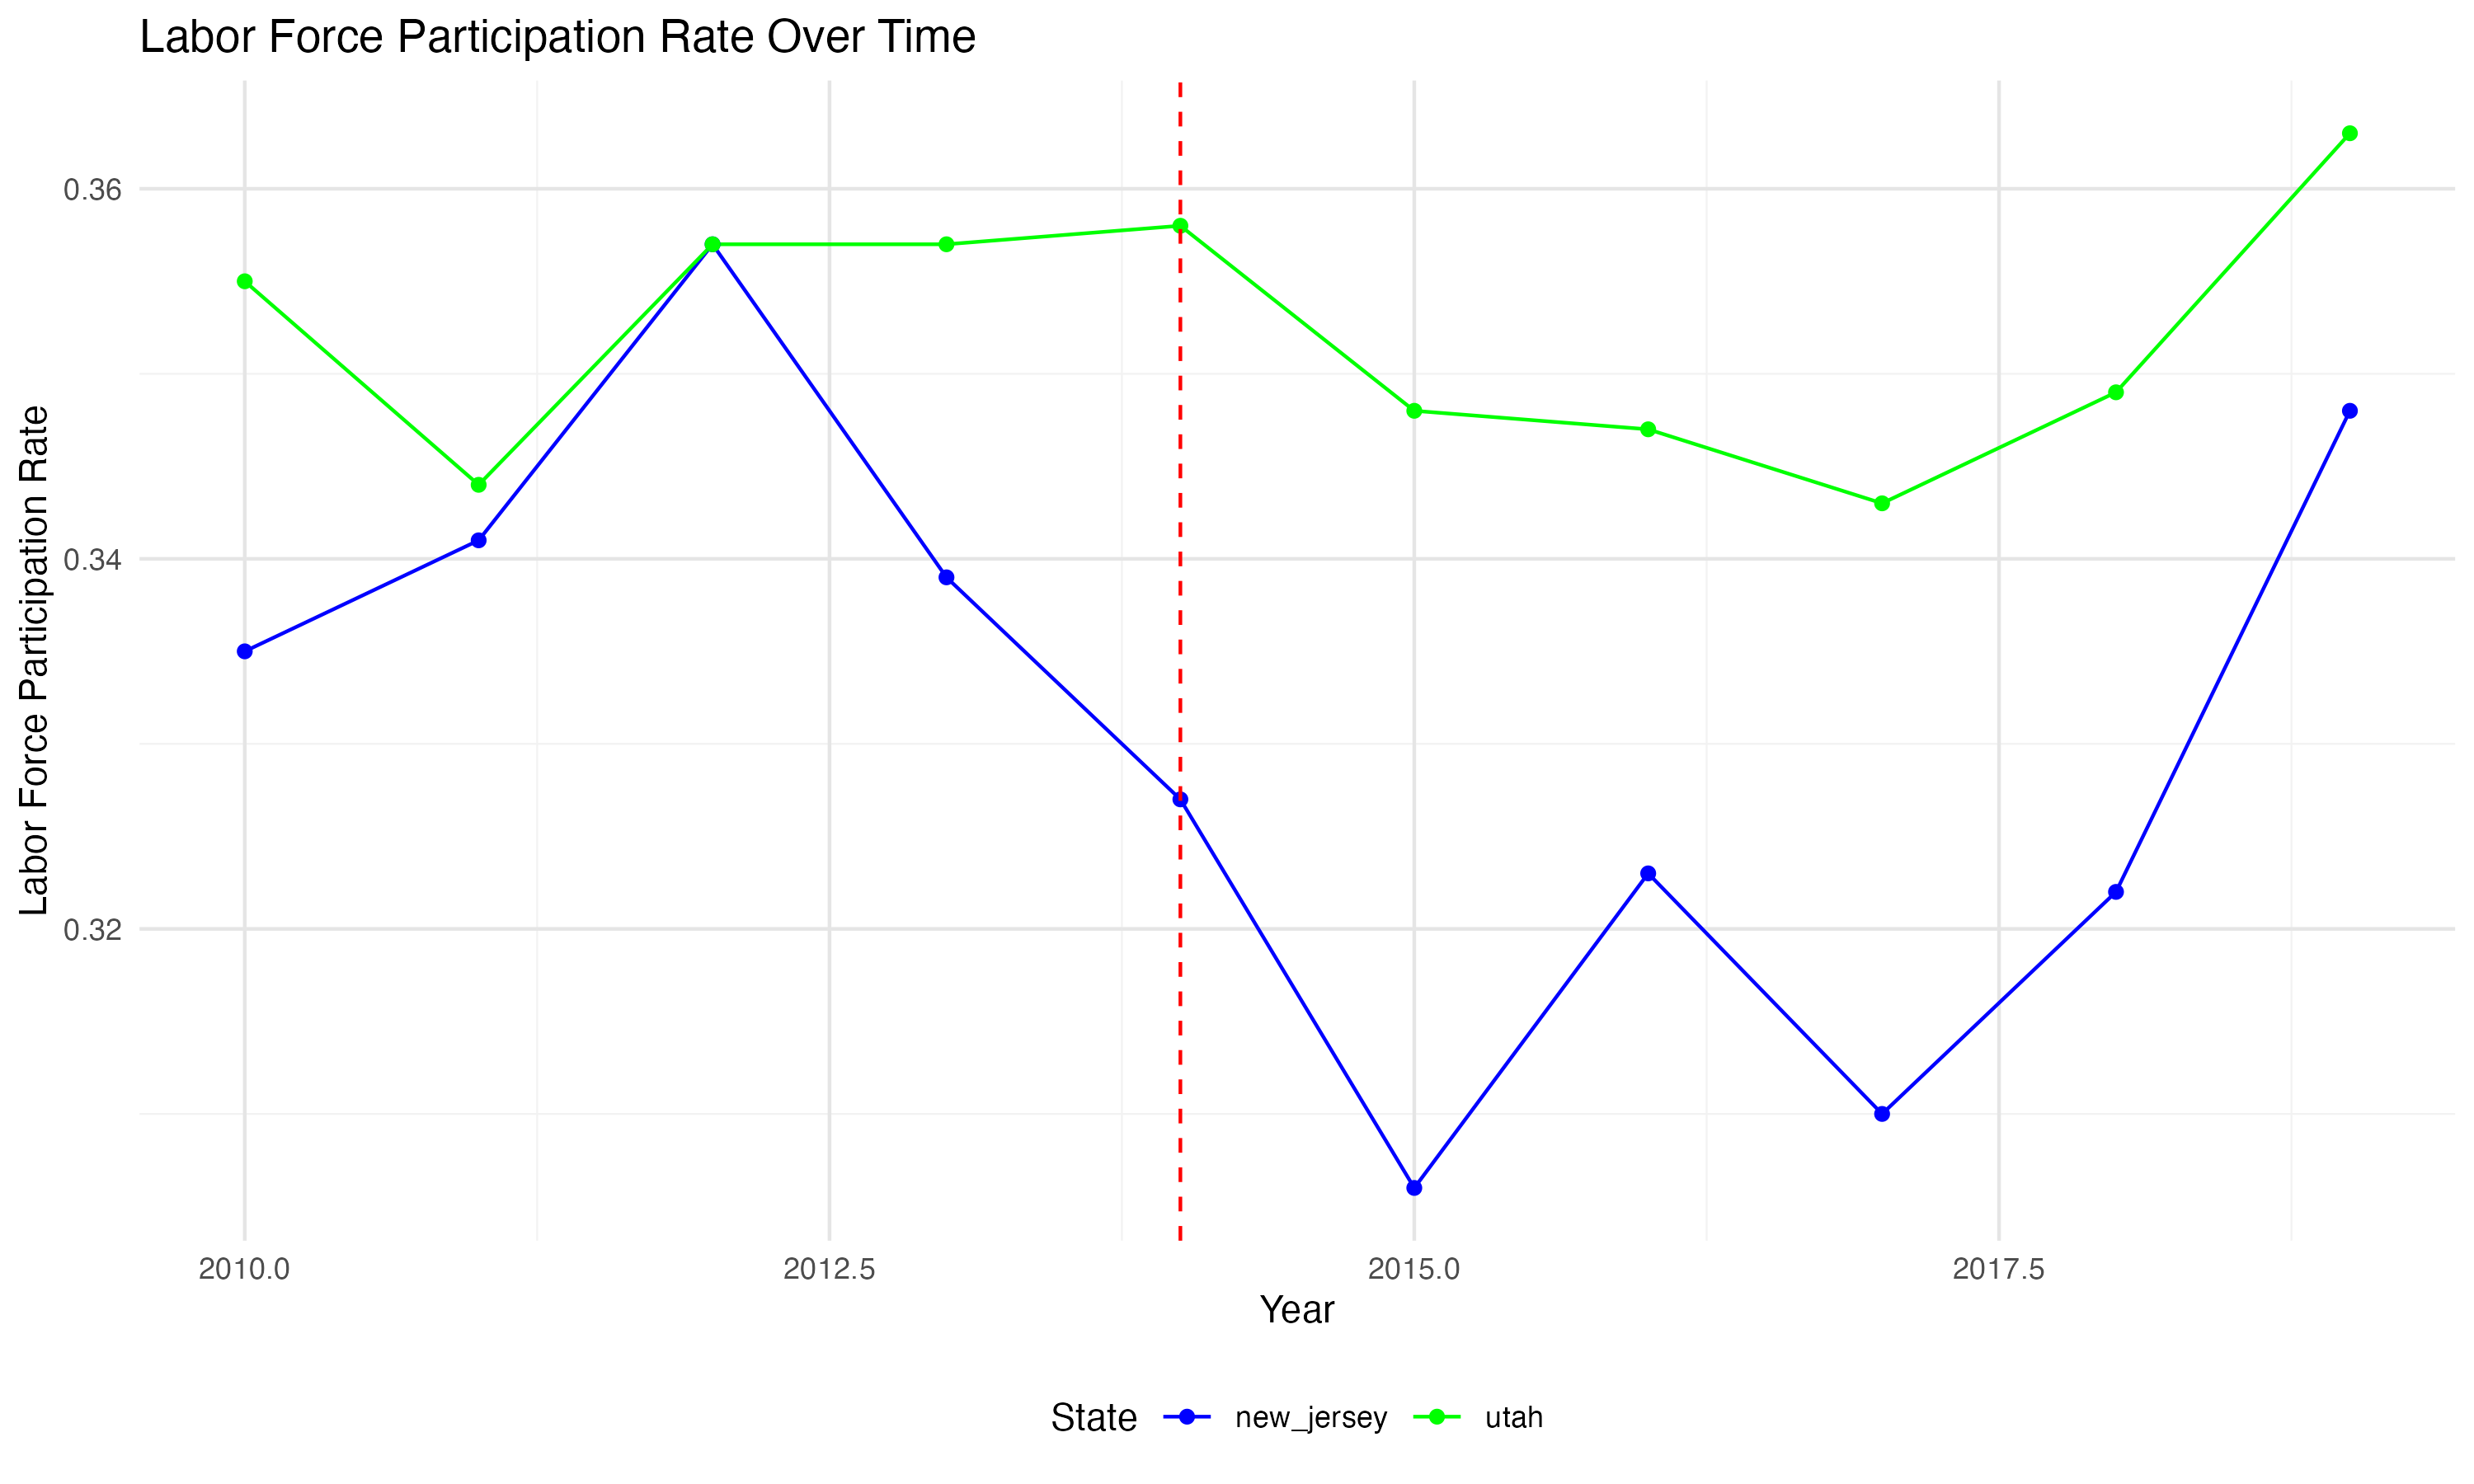 Labor Force Participation Rate Over Time
Labor Force Participation Rate
0.36
0.34
0.32
2010.0 2012.5 2015.0 2017.5
Year
State new_jersey utah